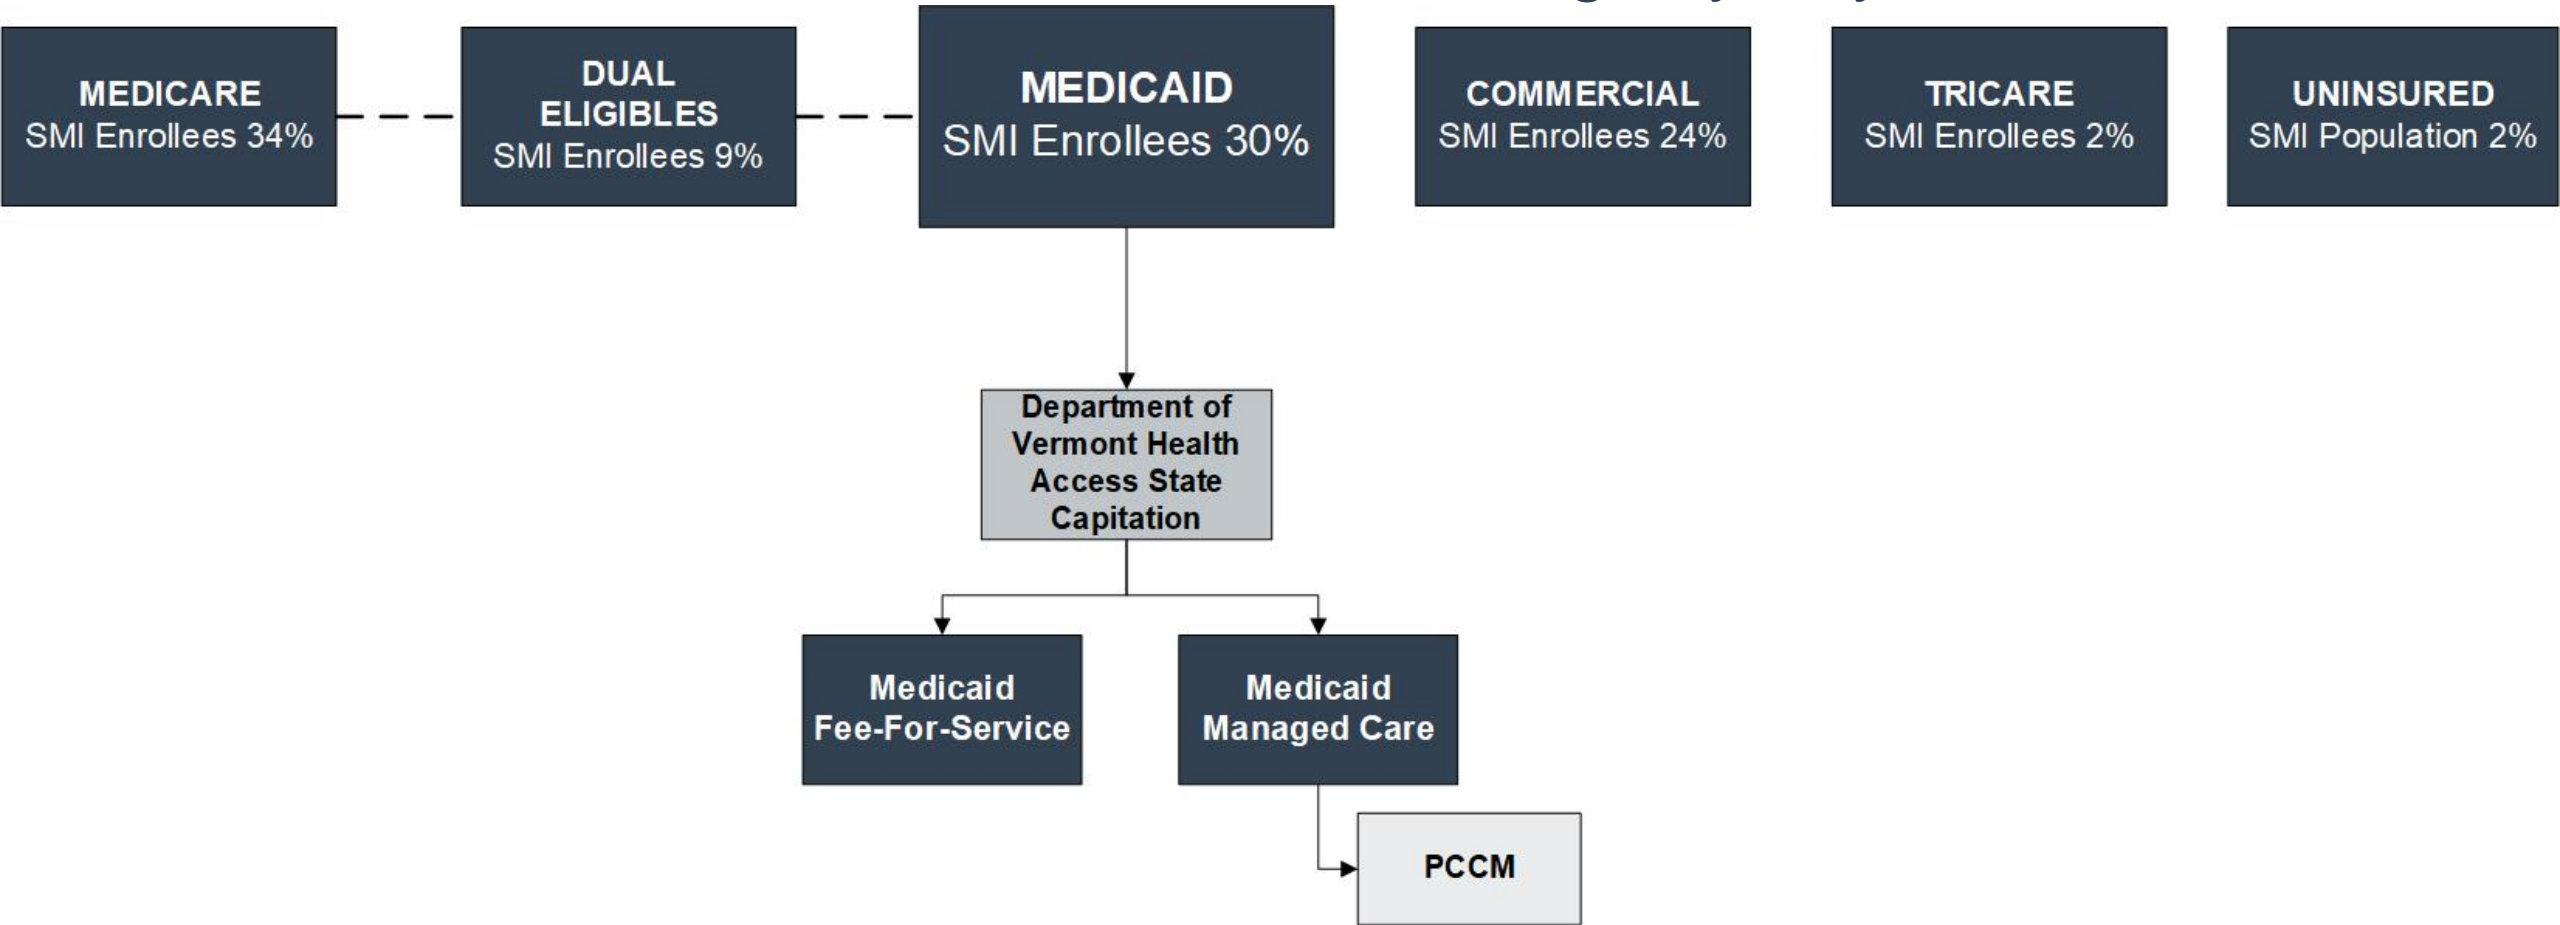 MEDICARE
SMI Enrollees 34%
DUAL
ELIGIBLES
SMI Enrollees 9%
MEDICAID
SMI Enrollees 30%
COMMERCIAL
SMI Enrollees 24%
TRICARE
SMI Enrollees 2%
UNINSURED
SMI Population 2%
Department of
Vermont Health
Access State
Capitation
Medicaid
Fee-For-Service
Medicaid
Managed Care
PCCM